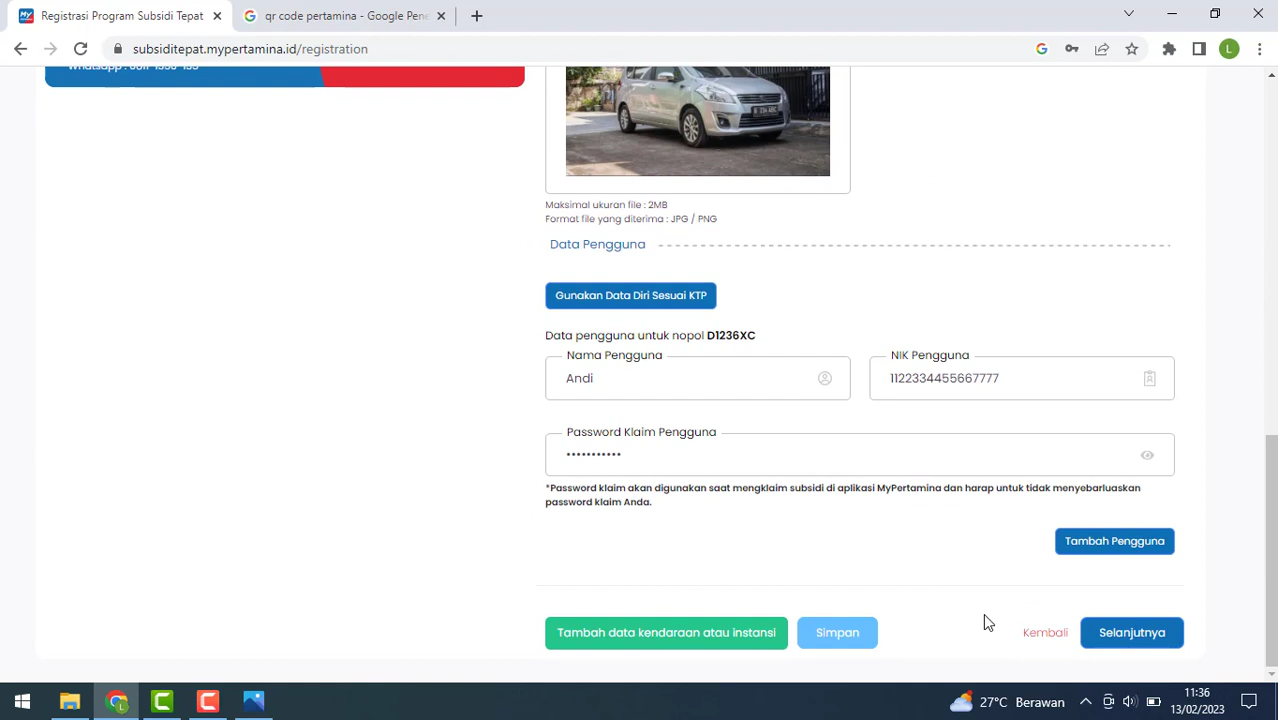 Registrasi Program Subsidi Tepat
qr code pertamina - Google Pene
subsiditepat.mypertamina.id/registration
L
Maksimal ukuran file : 2MB
Format file yang diterima : JPG / PNG
Data Pengguna
Gunakan Data Diri Sesuai KTP
Data pengguna untuk nopol D1236XC
Nama Pengguna
Andi
NIK Pengguna
1122334455667777
Password Klaim Pengguna
•••••••••••
*Password klaim akan digunakan saat mengklaim subsidi di aplikasi MyPertamina dan harap untuk tidak menyebarluaskan
password klaim Anda.
Tambah Pengguna
Tambah data kendaraan atau instansi
Simpan
Kembali
Selanjutnya
27°C Berawan
11:36
13/02/2023